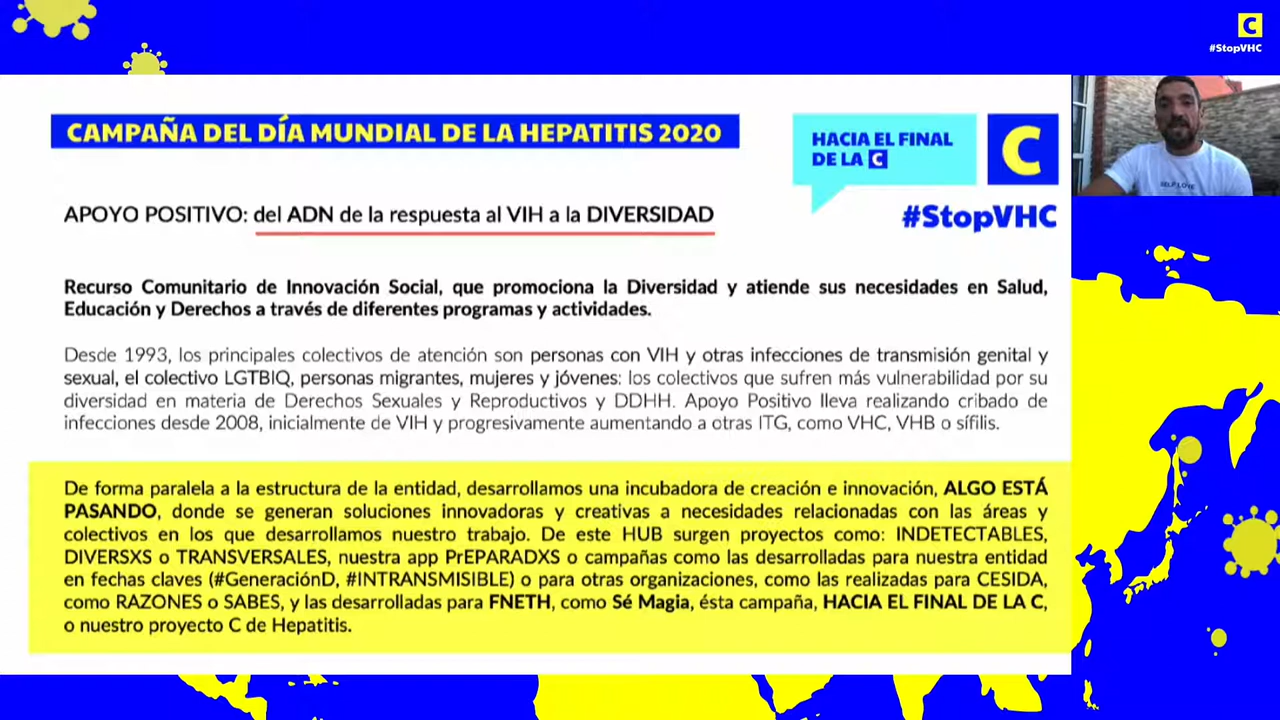 C
#StopVHC
CAMPAÑA DEL DÍA MUNDIAL DE LA HEPATITIS 2020
HACIA EL FINAL
DE LA C
C
#StopVHC
APOYO POSITIVO: del ADN de la respuesta al VIH a la DIVERSIDAD
Recurso Comunitario de Innovación Social, que promociona la Diversidad y atiende sus necesidades en Salud,
Educación y Derechos a través de diferentes programas y actividades.
Desde 1993, los principales colectivos de atención son personas con VIH y otras infecciones de transmisión genital y
sexual, el colectivo LGTBIQ, personas migrantes, mujeres y jóvenes: los colectivos que sufren más vulnerabilidad por su
diversidad en materia de Derechos Sexuales y Reproductivos y DDHH. Apoyo Positivo lleva realizando cribado de
infecciones desde 2008, inicialmente de VIH y progresivamente aumentando a otras ITG, como VHC, VHB o sífilis.
De forma paralela a la estructura de la entidad, desarrollamos una incubadora de creación e innovación, ALGO ESTÁ
PASANDO, donde se generan soluciones innovadoras y creativas a necesidades relacionadas con las áreas y
colectivos en los que desarrollamos nuestro trabajo. De este HUB surgen proyectos como: INDETECTABLES,
DIVERSXS o TRANSVERSALES, nuestra app PrEPARADXS o campañas como las desarrolladas para nuestra entidad
en fechas claves (#GeneraciónD, #INTRANSMISIBLE) o para otras organizaciones, como las realizadas para CESIDA,
como RAZONES o SABES, y las desarrolladas para FNETH, como Sé Magia, ésta campaña, HACIA EL FINAL DE LA C,
o nuestro proyecto C de Hepatitis.